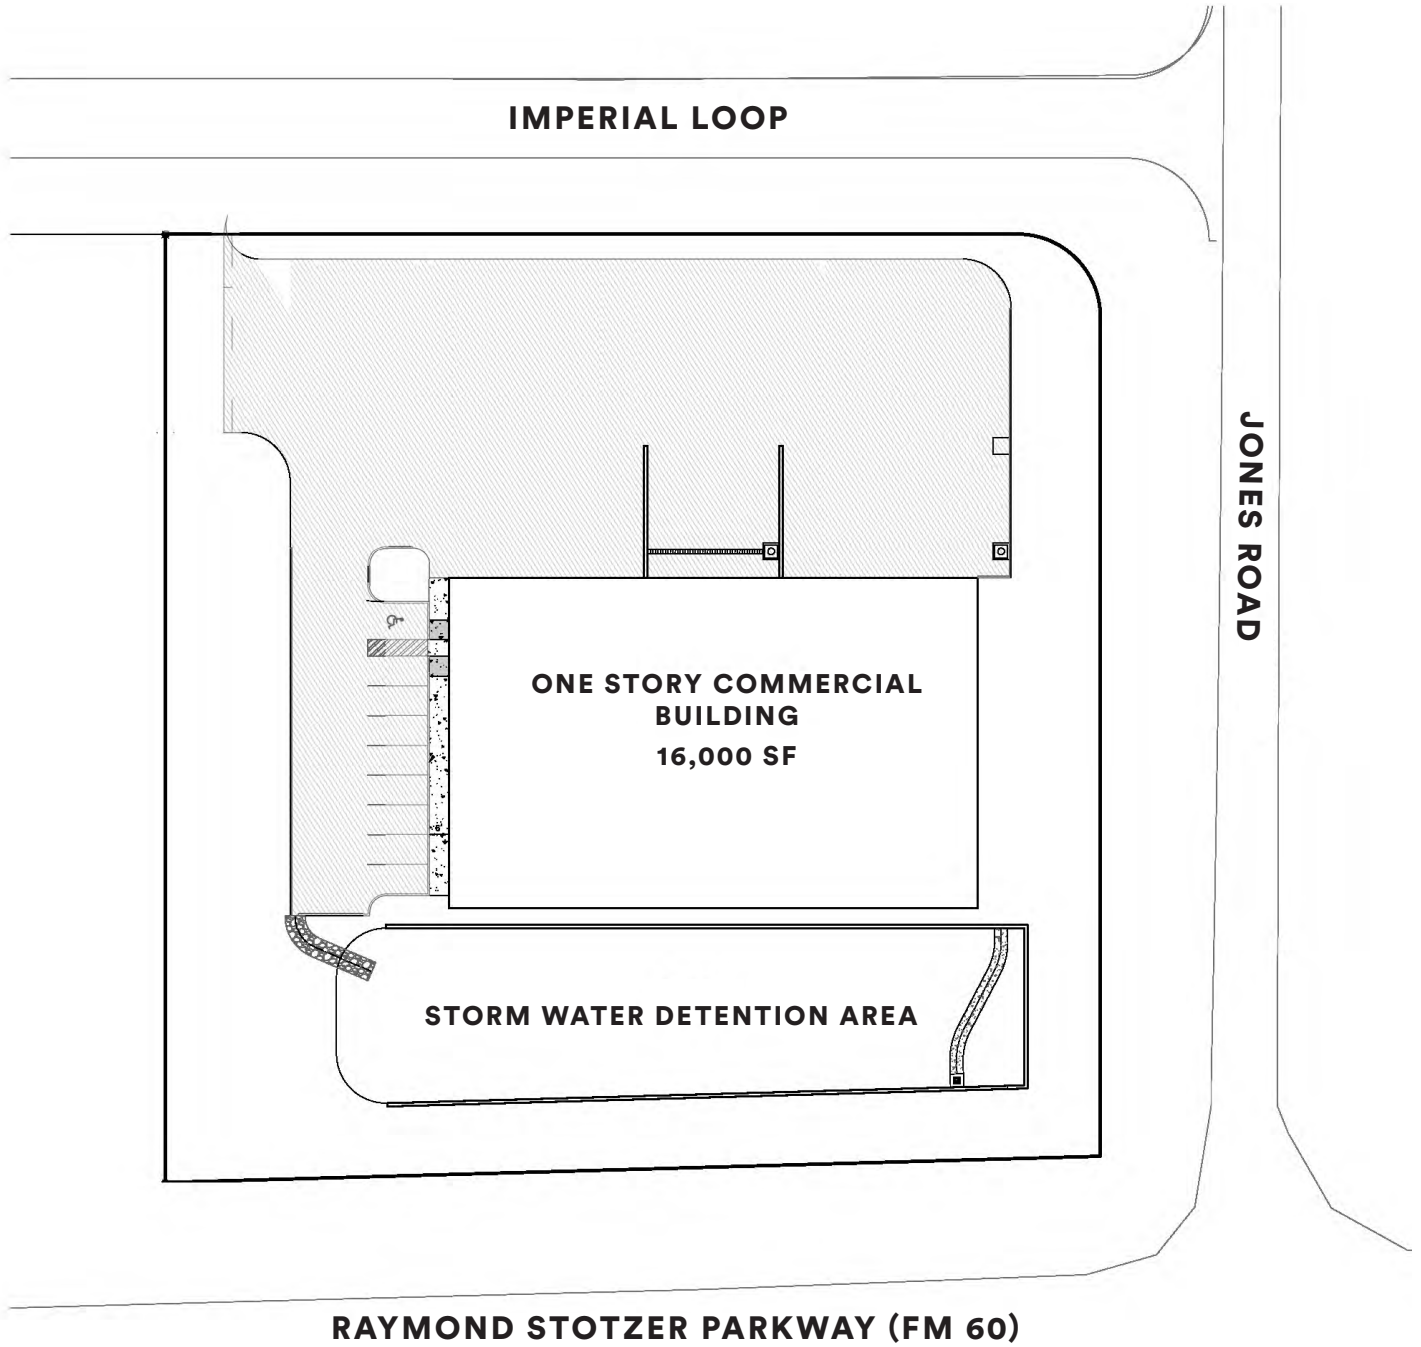 IMPERIAL LOOP
JONES ROAD
ONE STORY COMMERCIAL
BUILDING
16,000 SF
STORM WATER DETENTION AREA
RAYMOND STOTZER PARKWAY (FM 60)